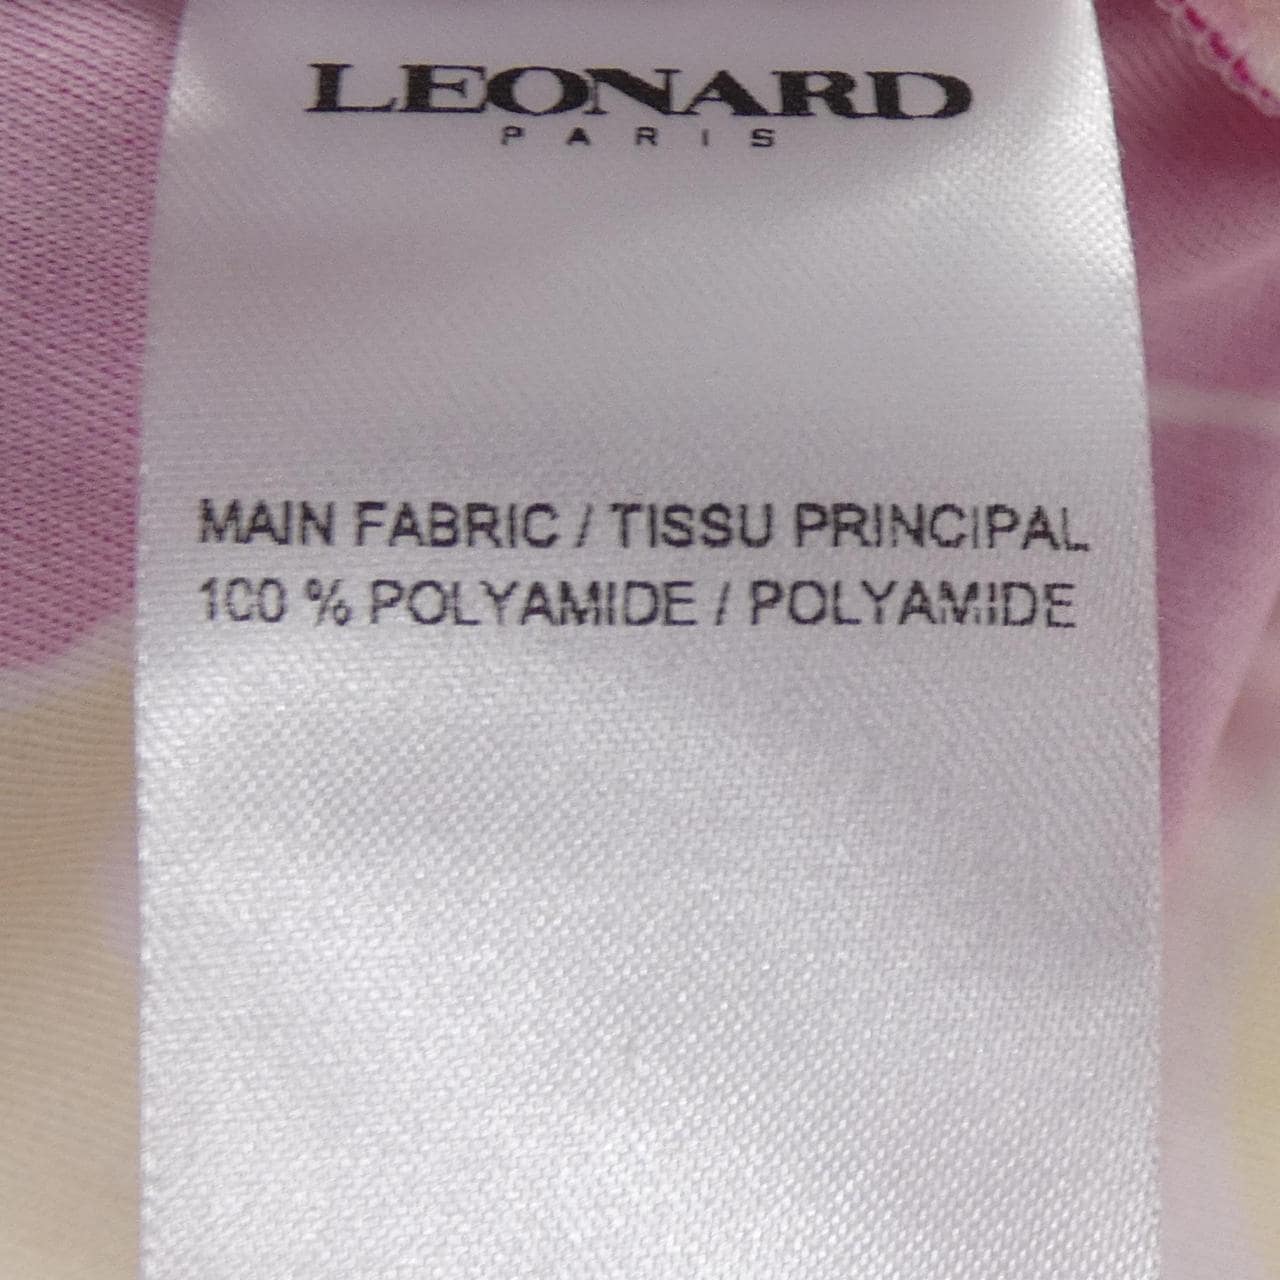 LEONARD
PARIS
MAIN FABRIC / TISSU PRINCIPAL
100 % POLYAMIDE / POLYAMIDE